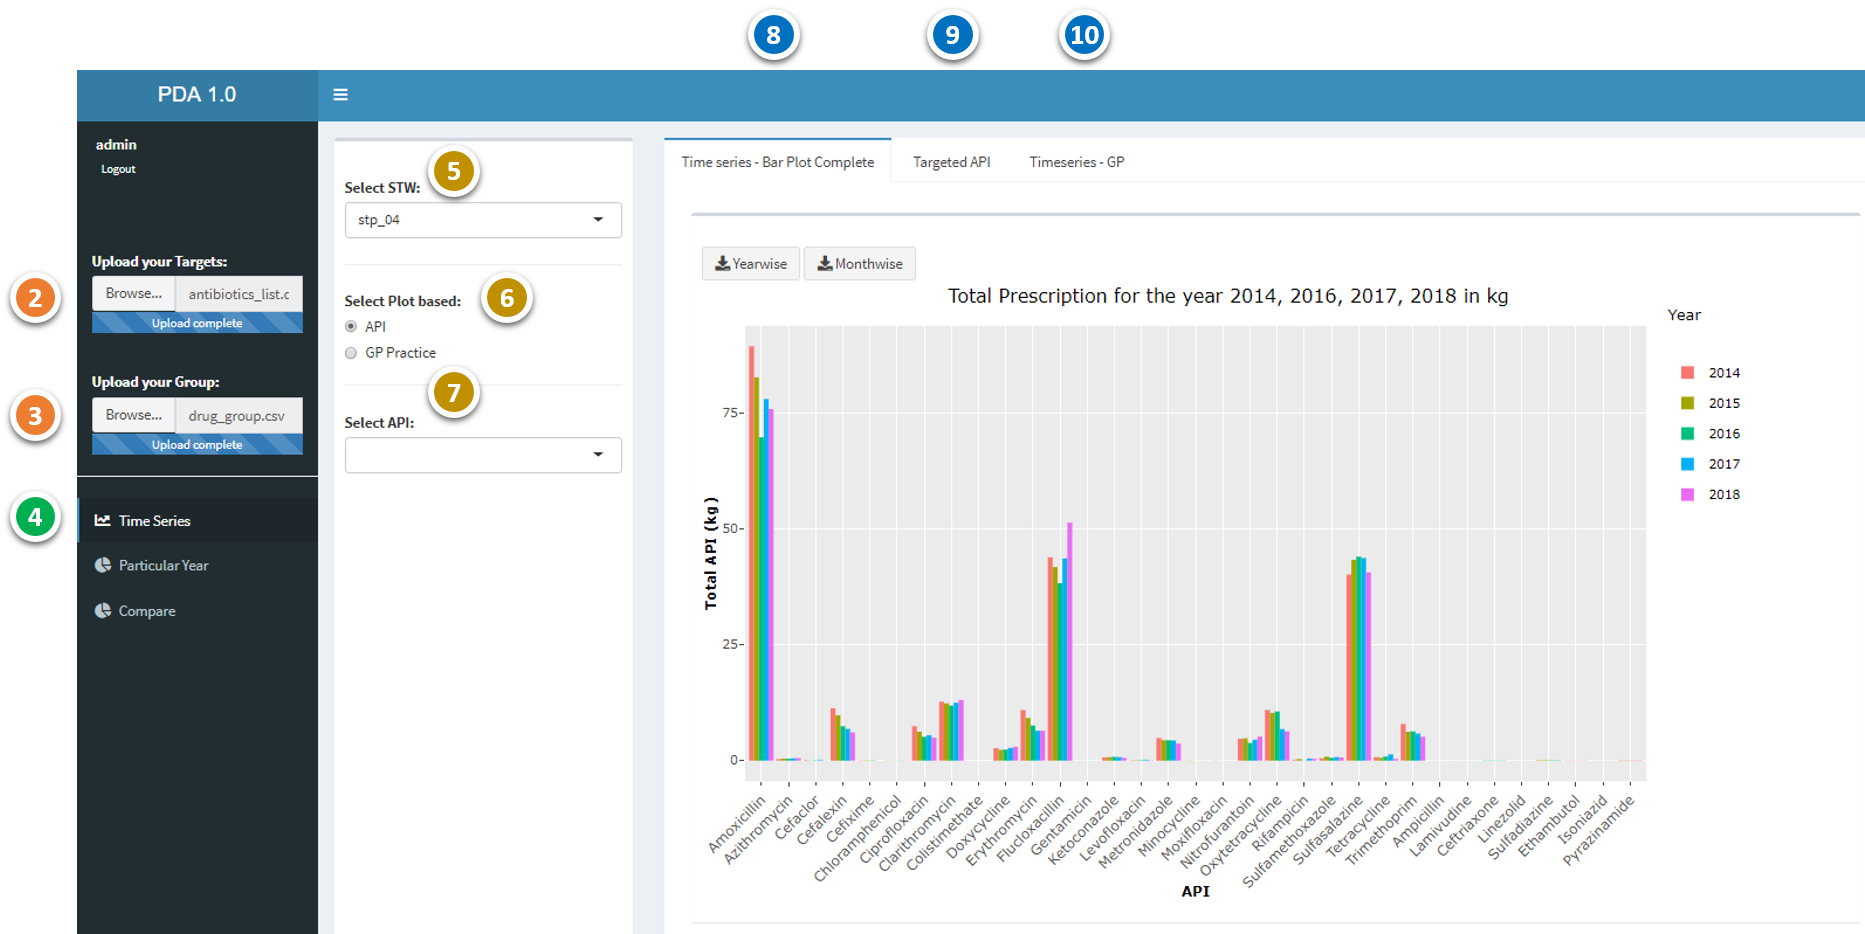 8
9
10
PDA 1.0
admin
Logout
5
Select STW:
stp_04
2
Upload your Targets:
Browse...
antibiotics_list.c
Upload complete
3
Upload your Group:
Browse...
drug_group.csv
Upload complete
4
Time Series
Particular Year
Compare
6
Select Plot based:
API
GP Practice
7
Select API:
Time series - Bar Plot Complete
Targeted API
Timeseries - GP
Yearwise
Monthwise
Total Prescription for the year 2014, 2016, 2017, 2018 in kg
Year
2014
2015
2016
2017
2018
Total API (kg)
75
50
25
0
Amoxicillin
Azithromycin
Cefaclor
Cefalexin
Cefixime
Chloramphenicol
Ciprofloxacin
Clarithromycin
Colistimethate
Doxycycline
Erythromycin
Flucloxacillin
Gentamicin
Ketoconazole
Levofloxacin
Metronidazole
Minocycline
Moxifloxacin
Nitrofurantoin
Oxytetracycline
Rifampicin
Sulfamethoxazole
Sulfasalazine
Tetracycline
Trimethoprim
Ampicillin
Lamivudine
Ceftriaxone
Linezolid
Sulfadiazine
Ethambutol
Isoniazid
Pyrazinamide
API